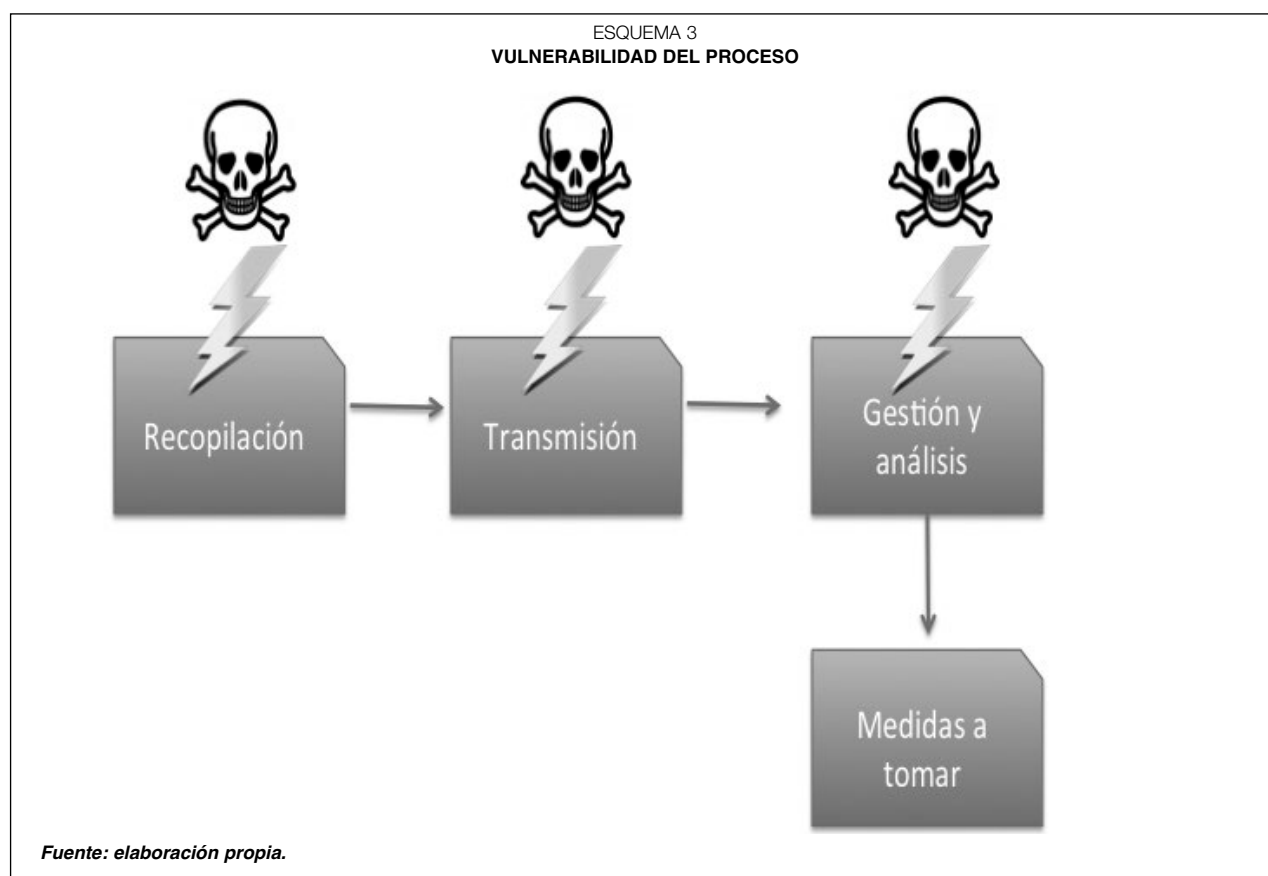 ESQUEMA 3
VULNERABILIDAD DEL PROCESO
Recopilación
Transmisión
Gestión y
análisis
Medidas a
tomar
Fuente: elaboración propia.